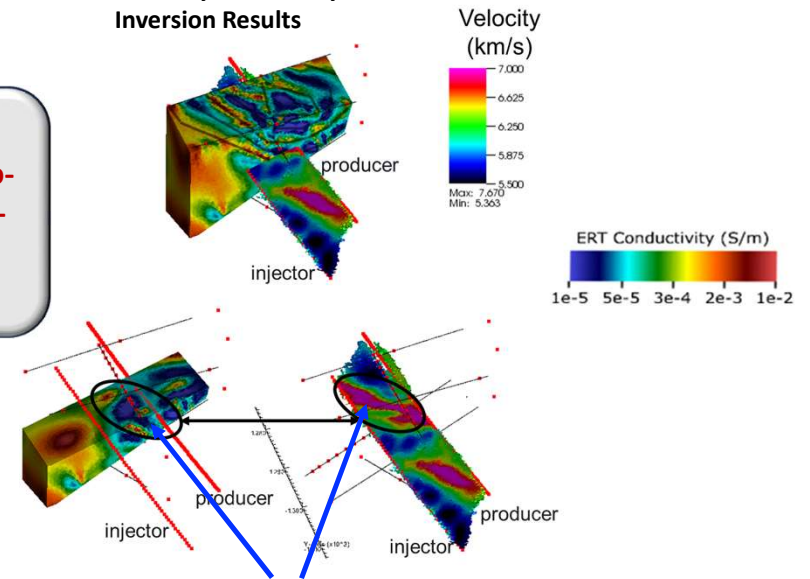 Inversion Results
Velocity
(km/s)
7.000
6.625
6.250
5.875
5.500
Max: 7.670
Min: 5.363
producer
injector
ERT Conductivity (S/m)
1e-5 5e-5 3e-4 2e-3 1e-2
producer
injector
producer
injector